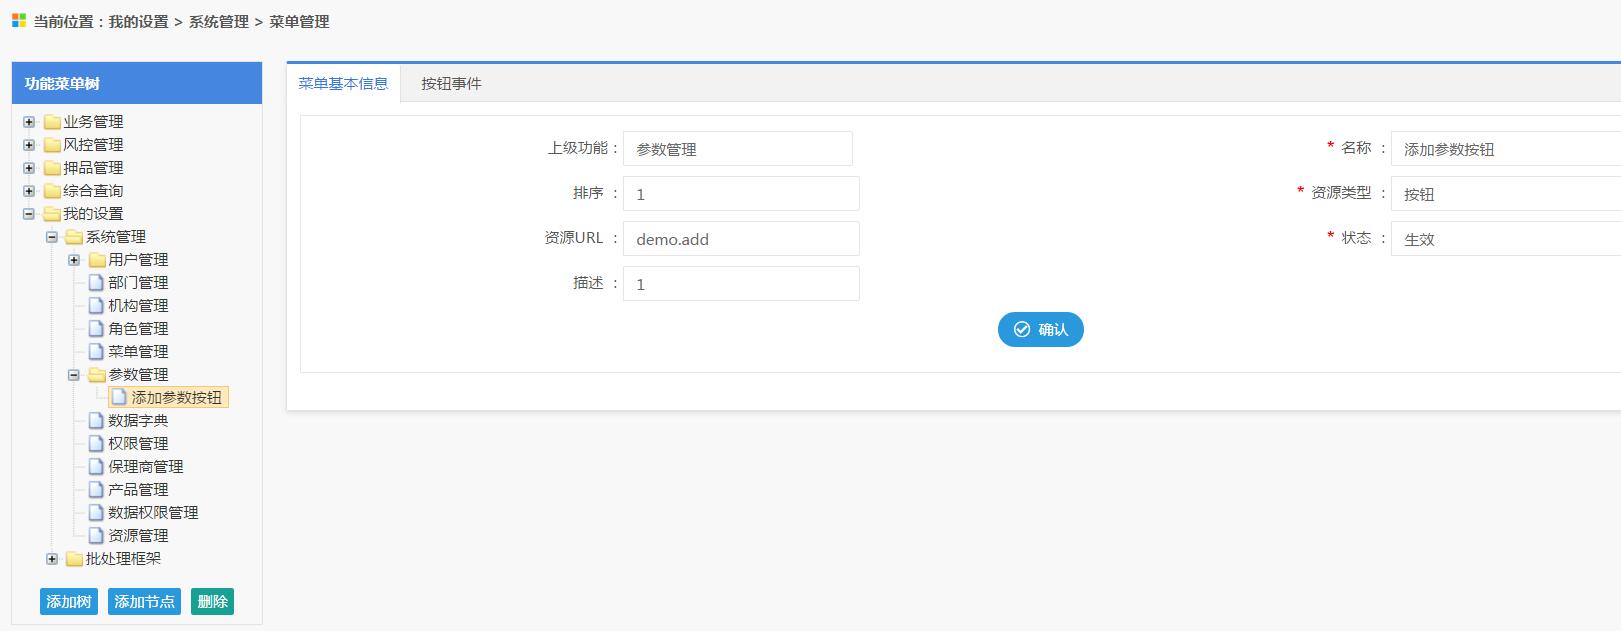 当前位置：我的设置 > 系统管理 > 菜单管理
功能菜单树
业务管理
风控管理
押品管理
综合查询
我的设置
系统管理
用户管理
部门管理
机构管理
角色管理
菜单管理
参数管理
添加参数按钮
数据字典
权限管理
保理商管理
产品管理
数据权限管理
资源管理
批处理框架
添加树 添加节点 删除
菜单基本信息 按钮事件
上级功能： 参数管理 * 名称 ： 添加参数按钮
排序 ： 1 * 资源类型 ： 按钮
资源URL ： demo.add * 状态 ： 生效
描述 ： 1
确认